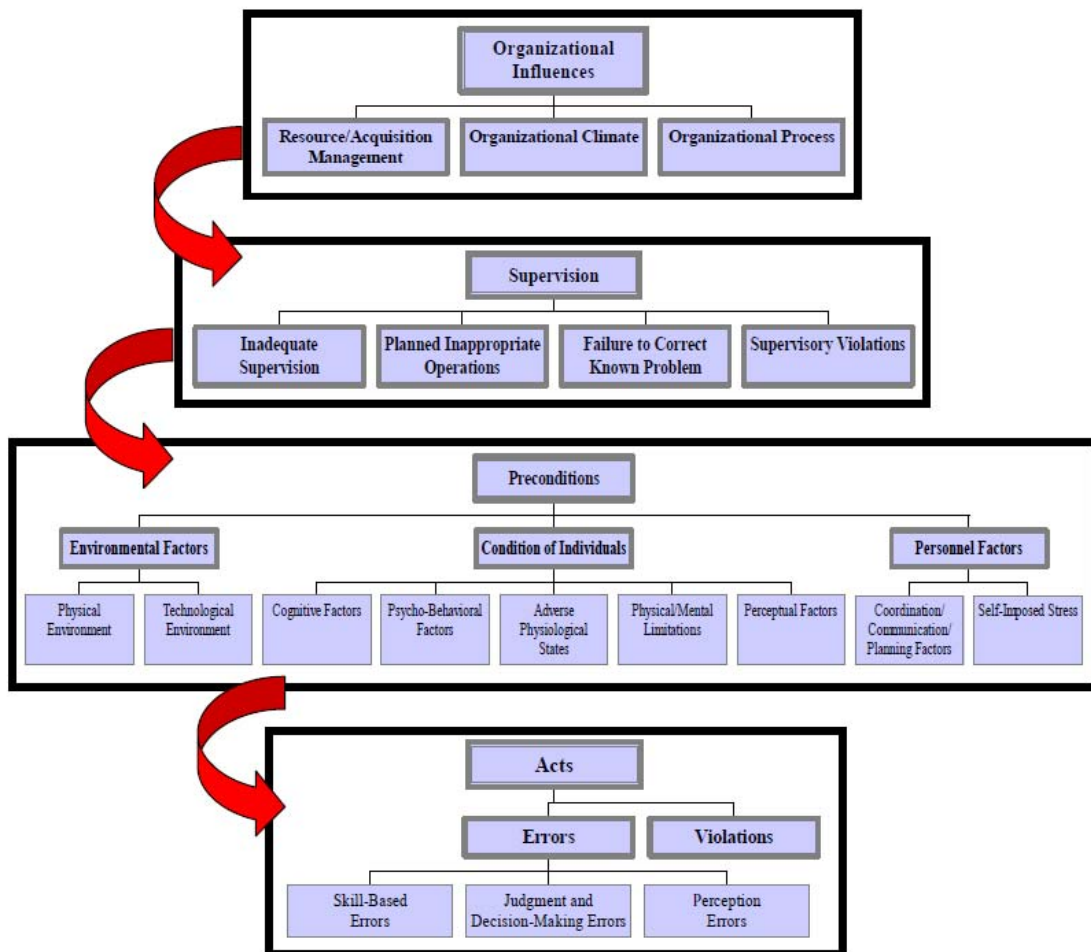 Organizational
Influences
Resource/Acquisition
Management
Organizational Climate
Organizational Process
Supervision
Inadequate
Supervision
Planned Inappropriate
Operations
Failure to Correct
Known Problem
Supervisory Violations
Preconditions
Environmental Factors
Condition of Individuals
Personnel Factors
Physical
Environment
Technological
Environment
Cognitive Factors
Psycho-Behavioral
Factors
Adverse
Physiological
States
Physical/Mental
Limitations
Perceptual Factors
Coordination/
Communication/
Planning Factors
Self-Imposed Stress
Acts
Errors
Violations
Skill-Based
Errors
Judgment and
Decision-Making Errors
Perception
Errors